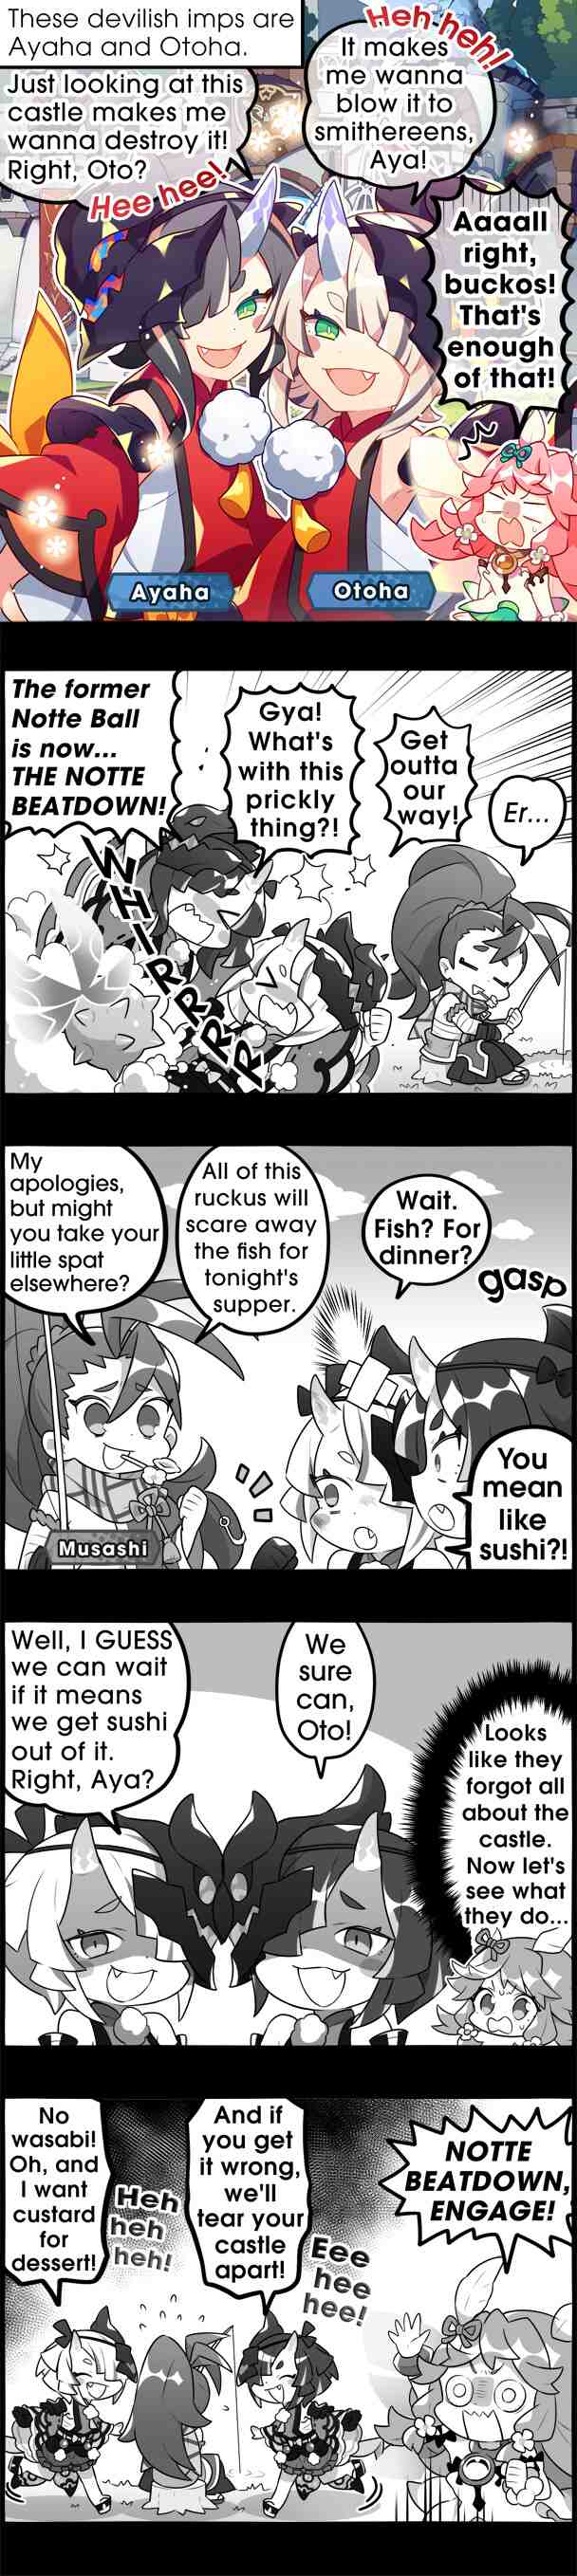 These devilish imps are
Ayaha and Otoha.
Heh heh!
It makes
me wanna
blow it to
smithereens,
Aya!
Just looking at this
castle makes me
wanna destroy it!
Right, Oto?
Hee hee!
Aaaall
right,
buckos!
That's
enough
of that!
Ayaha
Otoha
The former
Notte Ball
is now...
THE NOTTE
BEATDOWN!
Gya!
What's
with this
prickly
thing?!
Get
outta
our
way!
Er...
WHIRRRRR
My
apologies,
but might
you take your
little spat
elsewhere?
All of this
ruckus will
scare away
the fish for
tonight's
supper.
Wait.
Fish? For
dinner?
gasp
You
mean
like
sushi?!
Musashi
Well, I GUESS
we can wait
if it means
we get sushi
out of it.
Right, Aya?
We
sure
can,
Oto!
Looks
like they
forgot all
about the
castle.
Now let's
see what
they do...
No
wasabi!
Oh, and
I want
custard
for
dessert!
Heh
heh
heh!
And if
you get
it wrong,
we'll
tear your
castle
apart!
Eee
hee
hee!
NOTTE
BEATDOWN,
ENGAGE!